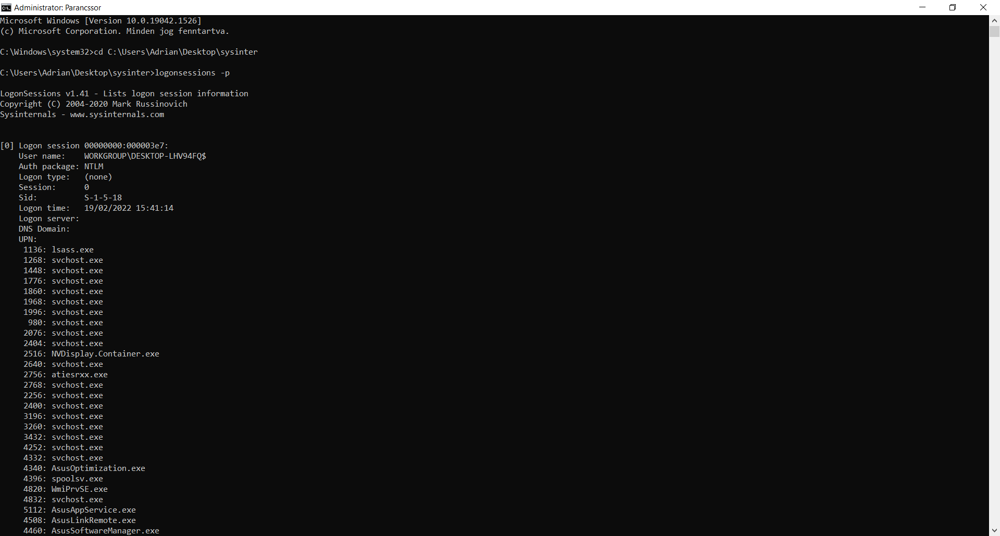 Administrator: Parancssor
Microsoft Windows [Version 10.0.19042.1526]
(c) Microsoft Corporation. Minden jog fenntartva.
C:\Windows\system32>cd C:\Users\Adrian\Desktop\sysinter
C:\Users\Adrian\Desktop\sysinter>logonsessions -p
LogonSessions v1.41 - Lists logon session information
Copyright (C) 2004-2020 Mark Russinovich
Sysinternals - www.sysinternals.com
[0] Logon session 00000000:000003e7:
User name:    WORKGROUP\DESKTOP-LHV94FQ$
Auth package: NTLM
Logon type:   (none)
Session:      0
Sid:          S-1-5-18
Logon time:   19/02/2022 15:41:14
Logon server:
DNS Domain:
UPN:
1136: lsass.exe
1268: svchost.exe
1448: svchost.exe
1776: svchost.exe
1860: svchost.exe
1968: svchost.exe
1996: svchost.exe
980: svchost.exe
2076: svchost.exe
2404: svchost.exe
2516: NVDisplay.Container.exe
2640: svchost.exe
2756: atiesrxx.exe
2768: svchost.exe
2256: svchost.exe
2400: svchost.exe
3196: svchost.exe
3260: svchost.exe
3432: svchost.exe
4252: svchost.exe
4332: svchost.exe
4340: AsusOptimization.exe
4396: spoolsv.exe
4820: WmiPrvSE.exe
4832: svchost.exe
5112: AsusAppService.exe
4508: AsusLinkRemote.exe
4460: AsusSoftwareManager.exe